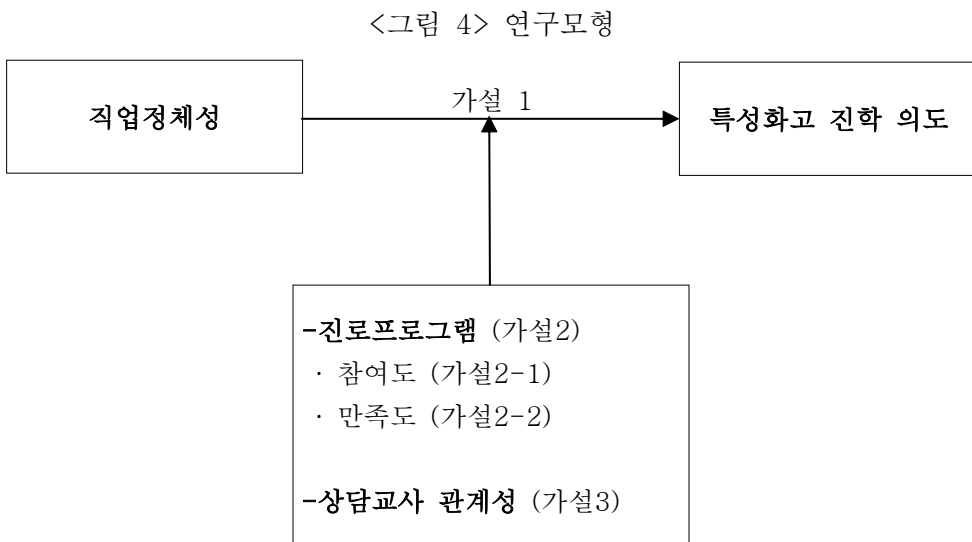 <그림 4> 연구모형
직업정체성
가설 1
특성화고 진학 의도
-진로프로그램 (가설2)
· 참여도 (가설2-1)
· 만족도 (가설2-2)
-상담교사 관계성 (가설3)